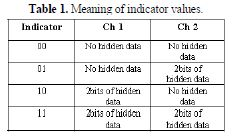 Table 1. Meaning of indicator values.
Indicator Ch 1 Ch 2
00 No hidden data No hidden
data
01 No hidden data 2bits of
hidden data
10 2bits of hidden No hidden
data data
11 2bits of hidden 2bits of
data hidden data